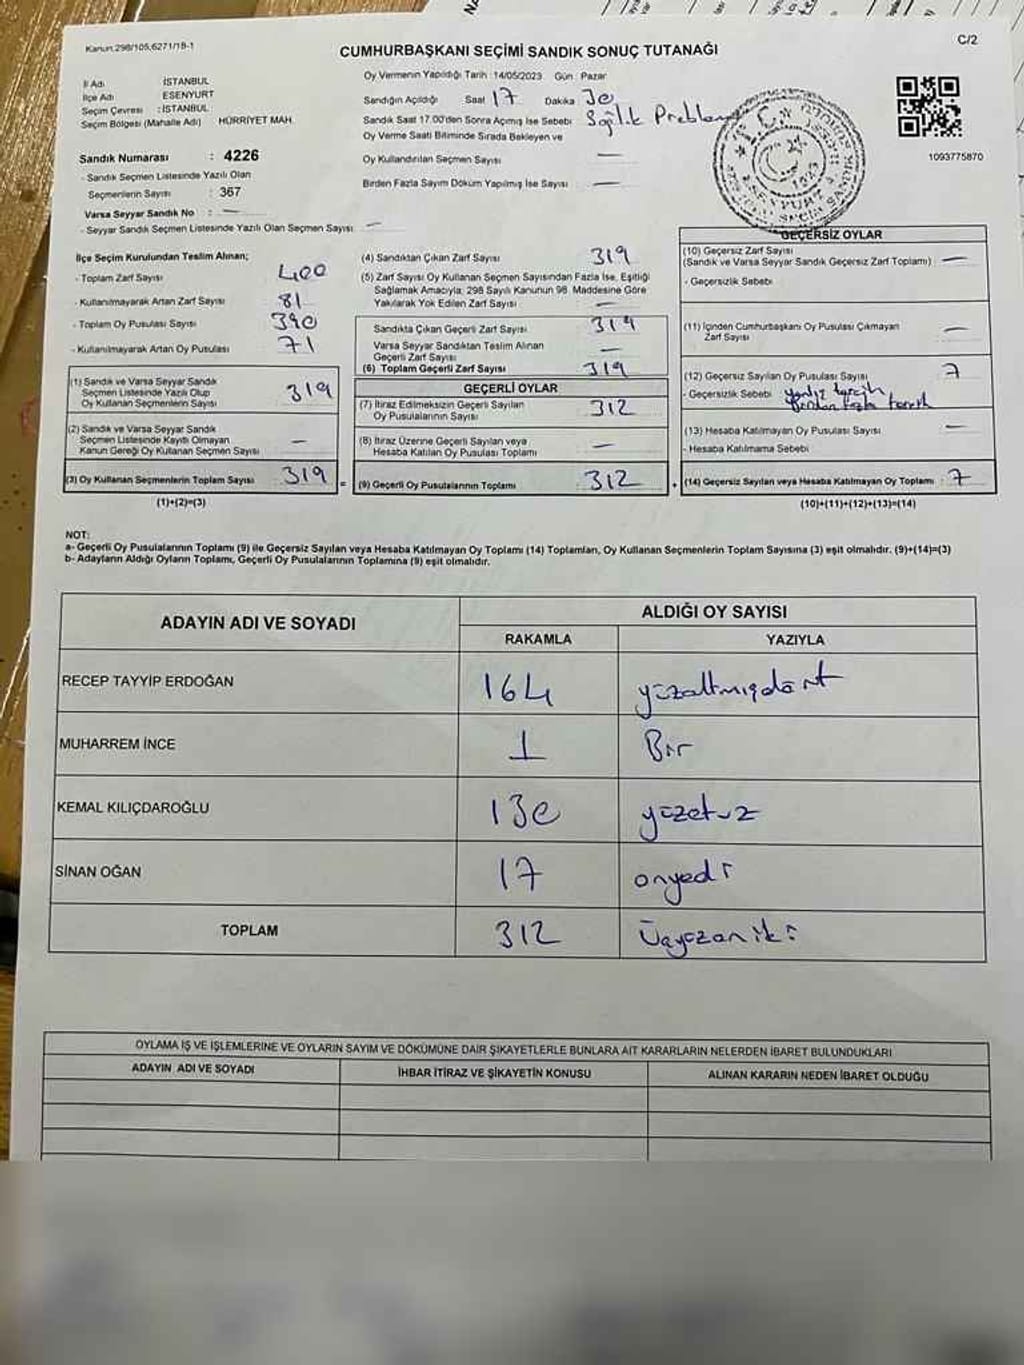 Kanun:298/105,6271/18-1
C/2
CUMHURBAŞKANI SEÇİMİ SANDIK SONUÇ TUTANAĞI
İl Adı : İSTANBUL
İlçe Adı : ESENYURT
Seçim Çevresi : İSTANBUL
Seçim Bölgesi (Mahalle Adı) : HÜRRİYET MAH.
Sandık Numarası : 4226
- Sandık Seçmen Listesinde Yazılı Olan
Seçmenlerin Sayısı : 367
Varsa Seyyar Sandık No : —
- Seyyar Sandık Seçmen Listesinde Yazılı Olan Seçmen Sayısı : —
Oy Vermenin Yapıldığı Tarih :14/05/2023 Gün : Pazar
Sandığın Açıldığı Saat 17 Dakika 30
Sandık Saat 17.00'den Sonra Açımış İse Sebebi : Sağlık Problem
Oy Verme Saati Bitiminde Sırada Bekleyen ve
Oy Kullandırılan Seçmen Sayısı : —
Birden Fazla Sayım Döküm Yapılmış İse Sayısı : —
1093775870
İlçe Seçim Kurulundan Teslim Alınan;
- Toplam Zarf Sayısı : 400
- Kullanılmayarak Artan Zarf Sayısı : 81
- Toplam Oy Pusulası Sayısı : 390
- Kullanılmayarak Artan Oy Pusulası : 71
(1) Sandık ve Varsa Seyyar Sandık
Seçmen Listesinde Yazılı Olup
Oy Kullanan Seçmenlerin Sayısı : 319
(2) Sandık ve Varsa Seyyar Sandık
Seçmen Listesinde Kayıtlı Olmayan
Kanun Gereği Oy Kullanan Seçmen Sayısı : —
(3) Oy Kullanan Seçmenlerin Toplam Sayısı : 319
(1)+(2)=(3)
(4) Sandıktan Çıkan Zarf Sayısı : 319
(5) Zarf Sayısı Oy Kullanan Seçmen Sayısından Fazla İse, Eşitliği
Sağlamak Amacıyla; 298 Sayılı Kanunun 98. Maddesine Göre
Yakılarak Yok Edilen Zarf Sayısı : —
Sandıkta Çıkan Geçerli Zarf Sayısı : 319
Varsa Seyyar Sandıktan Teslim Alınan
Geçerli Zarf Sayısı : —
(6) Toplam Geçerli Zarf Sayısı : 319
GEÇERLİ OYLAR
(7) İtiraz Edilmeksizin Geçerli Sayılan
Oy Pusulalarının Sayısı : 312
(8) İtiraz Üzerine Geçerli Sayılan veya
Hesaba Katılan Oy Pusulası Toplamı : —
= (9) Geçerli Oy Pusulalarının Toplamı : 312
GEÇERSİZ OYLAR
(10) Geçersiz Zarf Sayısı
(Sandık ve Varsa Seyyar Sandık Geçersiz Zarf Toplamı) : —
- Geçersizlik Sebebi :
(11) İçinden Cumhurbaşkanı Oy Pusulası Çıkmayan
Zarf Sayısı : —
(12) Geçersiz Sayılan Oy Pusulası Sayısı : 7
- Geçersizlik Sebebi : yanlız tercih
Birden fazla tercih
(13) Hesaba Katılmayan Oy Pusulası Sayısı : —
- Hesaba Katılmama Sebebi :
+ (14) Geçersiz Sayılan veya Hesaba Katılmayan Oy Toplamı : 7
(10)+(11)+(12)+(13)=(14)
NOT:
a- Geçerli Oy Pusulalarının Toplamı (9) ile Geçersiz Sayılan veya Hesaba Katılmayan Oy Toplamı (14) Toplamları, Oy Kullanan Seçmenlerin Toplam Sayısına (3) eşit olmalıdır. (9)+(14)=(3)
b- Adayların Aldığı Oyların Toplamı, Geçerli Oy Pusulalarının Toplamına (9) eşit olmalıdır.
ADAYIN ADI VE SOYADI
ALDIĞI OY SAYISI
RAKAMLA YAZIYLA
RECEP TAYYİP ERDOĞAN 164 yüzaltmışdört
MUHARREM İNCE 1 Bir
KEMAL KILIÇDAROĞLU 130 yüzotuz
SİNAN OĞAN 17 onyedi
TOPLAM 312 Üçyüzoniki
OYLAMA İŞ VE İŞLEMLERİNE VE OYLARIN SAYIM VE DÖKÜMÜNE DAİR ŞİKAYETLERLE BUNLARA AİT KARARLARIN NELERDEN İBARET BULUNDUKLARI
ADAYIN ADI VE SOYADI İHBAR İTİRAZ VE ŞİKAYETİN KONUSU ALINAN KARARIN NEDEN İBARET OLDUĞU